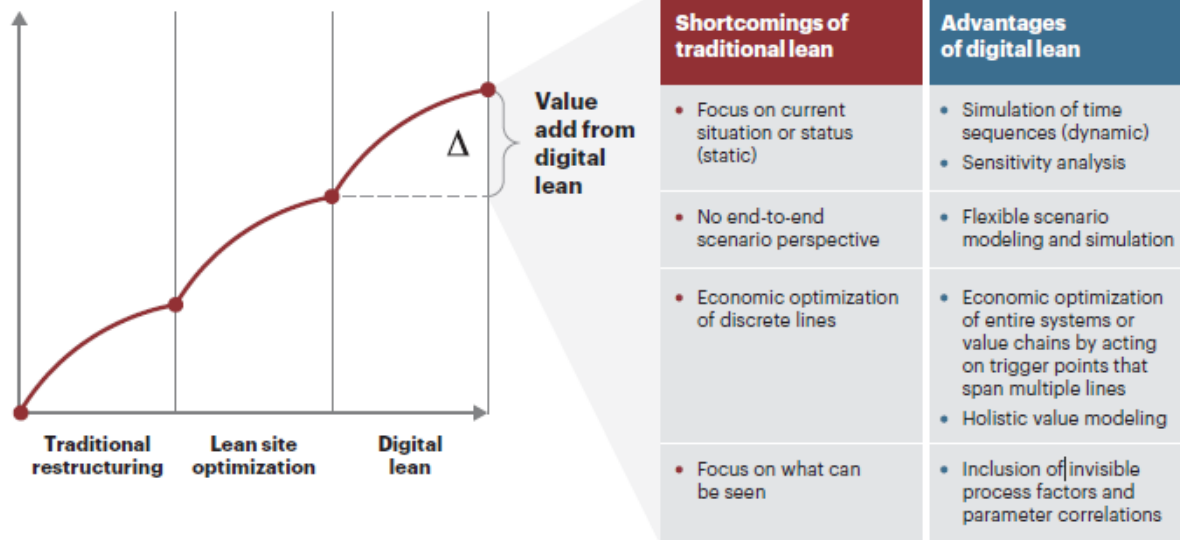 Value
add from
digital
lean
Δ
Traditional
restructuring
Lean site
optimization
Digital
lean
Shortcomings of
traditional lean
Advantages
of digital lean
• Focus on current
situation or status
(static)
• Simulation of time
sequences (dynamic)
• Sensitivity analysis
• No end-to-end
scenario perspective
• Flexible scenario
modeling and simulation
• Economic optimization
of discrete lines
• Economic optimization
of entire systems or
value chains by acting
on trigger points that
span multiple lines
• Holistic value modeling
• Focus on what can
be seen
• Inclusion of invisible
process factors and
parameter correlations